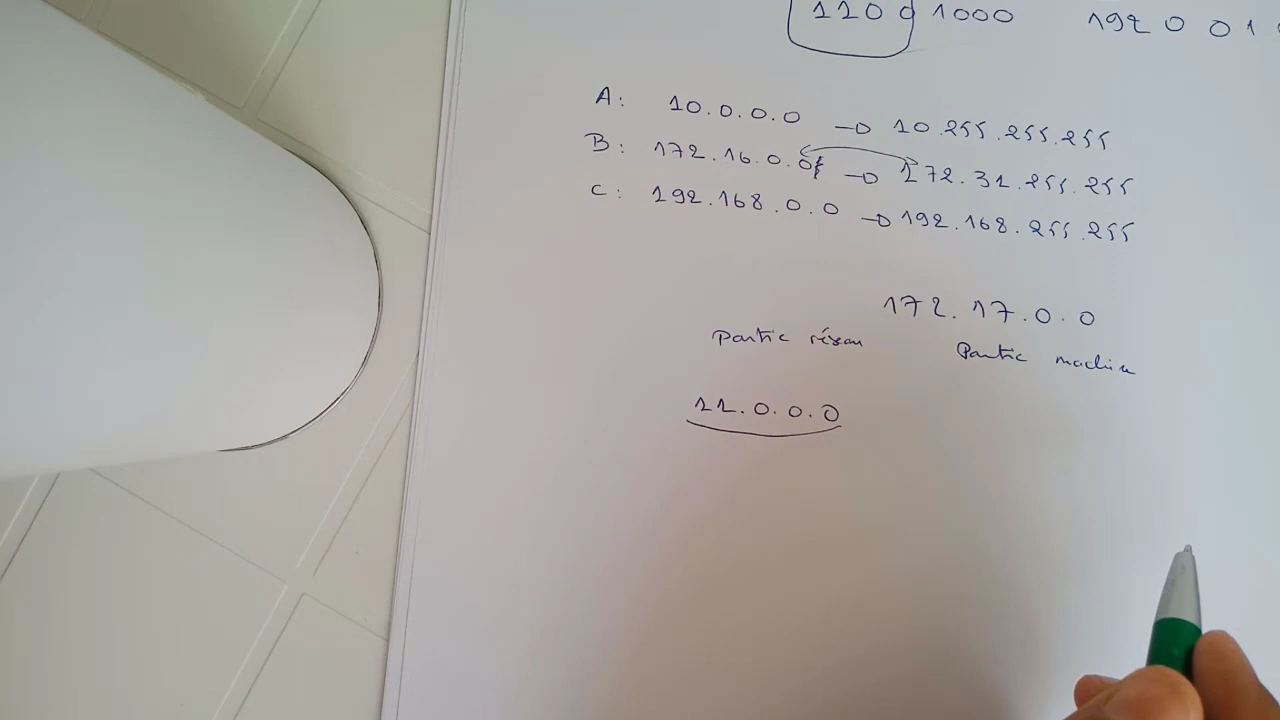 1100 1000 192 0 0 1
A: 10.0.0.0 → 10.255.255.255
B: 172.16.0.0 → 172.31.255.255
C: 192.168.0.0 → 192.168.255.255
172.17.0.0
Partie réseau Partie machine
11.0.0.0